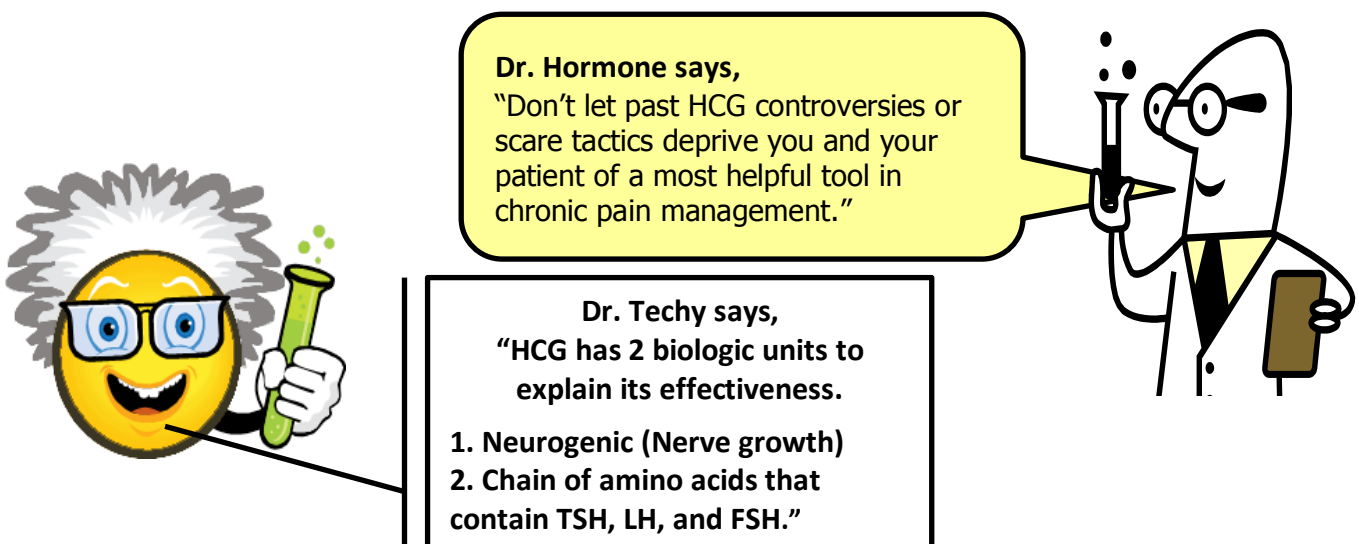 Dr. Hormone says,
“Don’t let past HCG controversies or
scare tactics deprive you and your
patient of a most helpful tool in
chronic pain management.”
Dr. Techy says,
“HCG has 2 biologic units to
explain its effectiveness.
1. Neurogenic (Nerve growth)
2. Chain of amino acids that
contain TSH, LH, and FSH.”